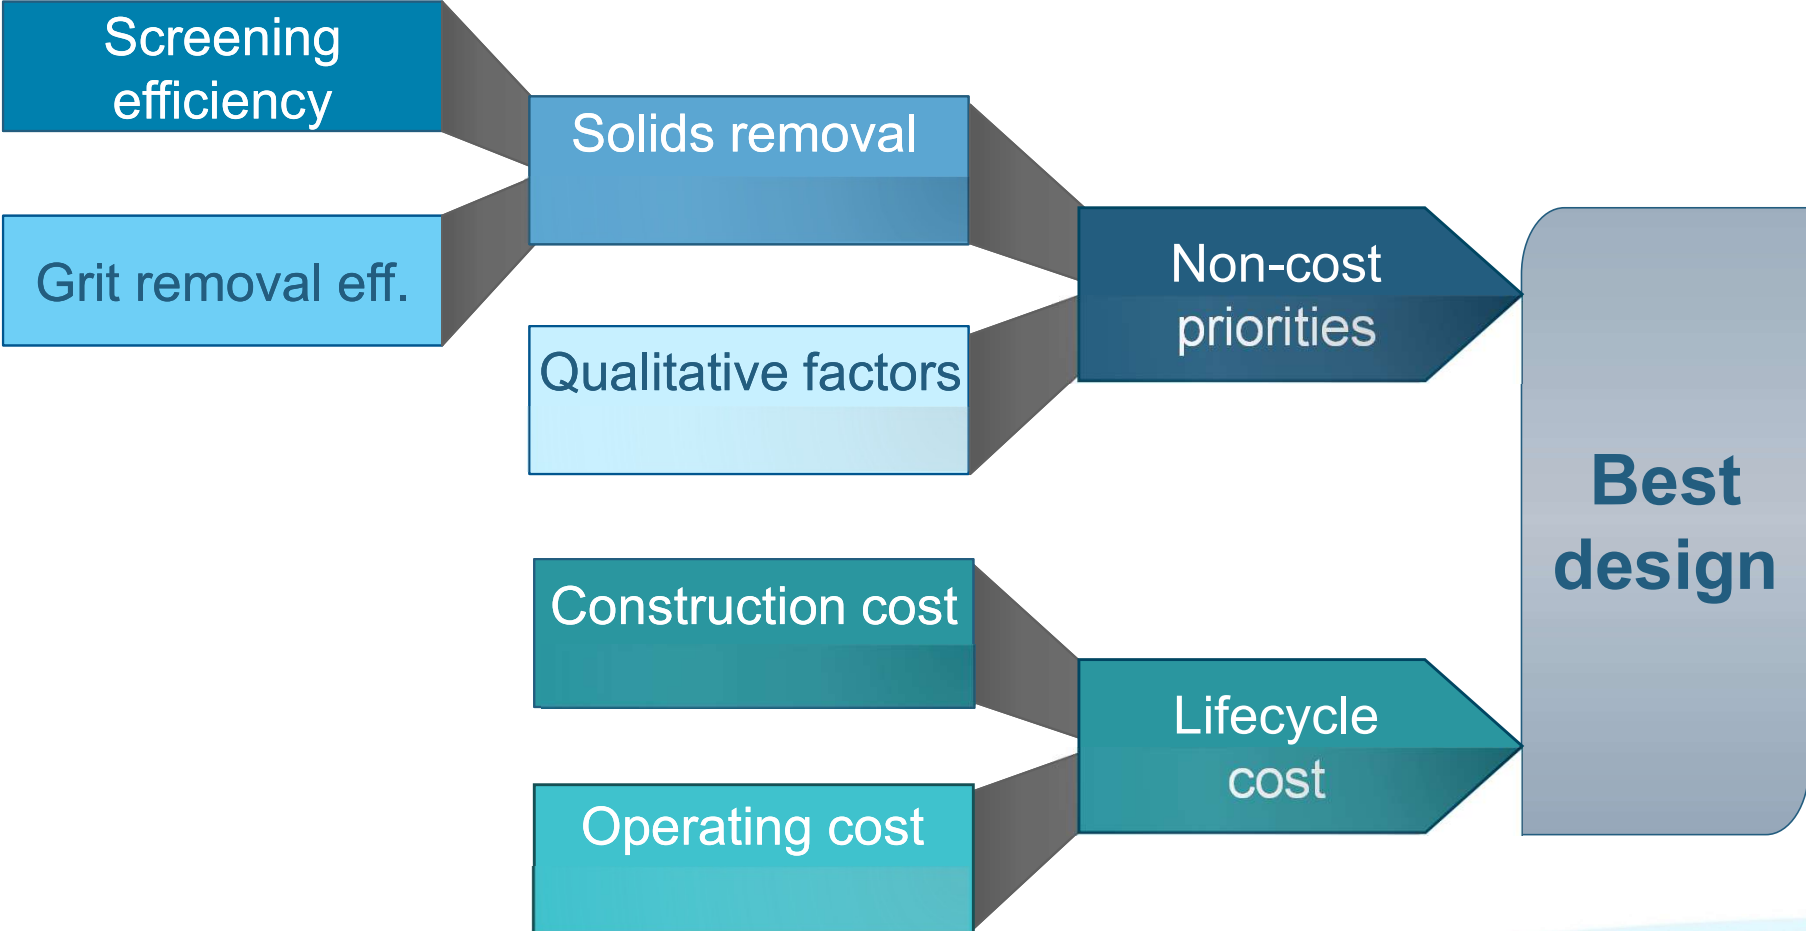 Screening
efficiency
Grit removal eff.
Solids removal
Qualitative factors
Construction cost
Operating cost
Non-cost
priorities
Lifecycle
cost
Best
design